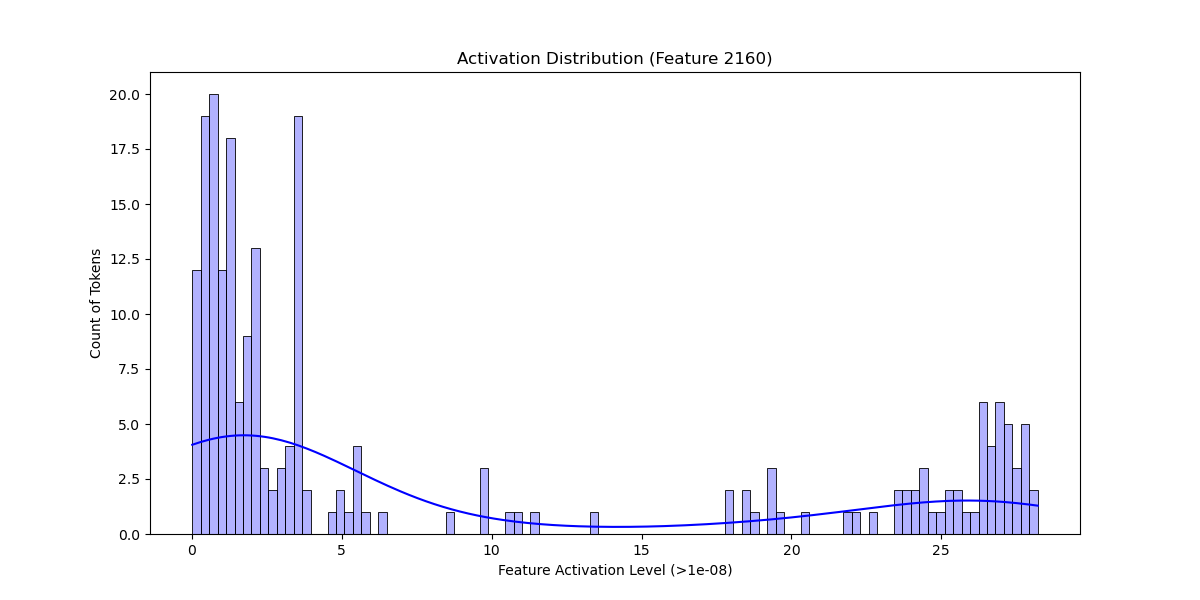 Activation Distribution (Feature 2160)
20.0
17.5
15.0
12.5
10.0
7.5
5.0
2.5
0.0
Count of Tokens
0 5 10 15 20 25
Feature Activation Level (>1e-08)